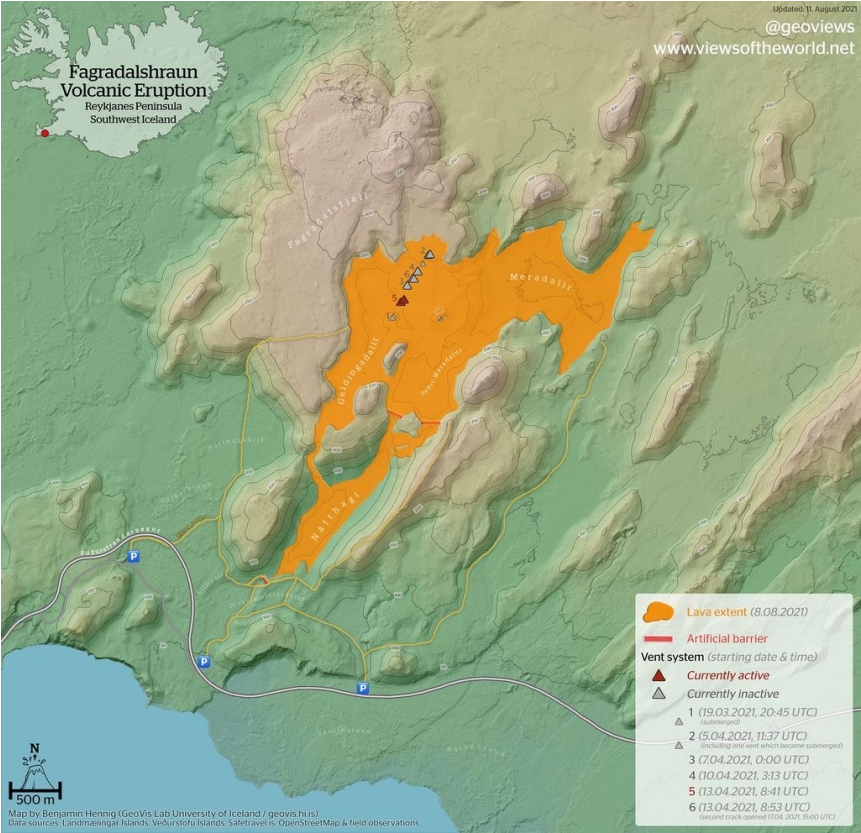 Updated: 11. August 2021
@geoviews
www.viewsoftheworld.net
Fagradalshraun
Volcanic Eruption
Reykjanes Peninsula
Southwest Iceland
Fagradalsfjall
Meradalir
2
5
Geldingadalir
Syðri Meradalur
Nátthagi
Suðurstrandarvegur
P
P
P
Lava extent (8.08.2021)
Artificial barrier
Vent system (starting date & time)
Currently active
Currently inactive
1 (19.03.2021, 20:45 UTC)
(submerged)
2 (5.04.2021, 11:37 UTC)
(including one vent which became submerged)
3 (7.04.2021, 0:00 UTC)
4 (10.04.2021, 3:13 UTC)
5 (13.04.2021, 8:41 UTC)
6 (13.04.2021, 8:53 UTC)
(second crack opened 17.04. 2021, 15:00 UTC)
N
500 m
Map by Benjamin Hennig (GeoVis Lab University of Iceland / geovis.hi.is)
Data sources: Landmælingar Íslands, Veðurstofu Íslands, Safetravel.is, OpenStreetMap & field observations